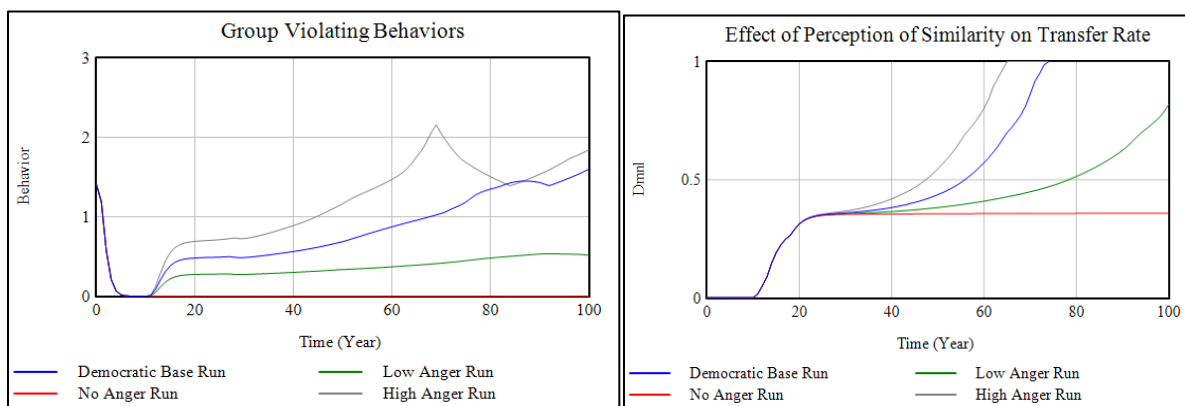 Group Violating Behaviors
3
2
1
0
Behavior
0 20 40 60 80 100
Time (Year)
Democratic Base Run Low Anger Run
No Anger Run High Anger Run
Effect of Perception of Similarity on Transfer Rate
1
0.5
0
Dmnl
0 20 40 60 80 100
Time (Year)
Democratic Base Run Low Anger Run
No Anger Run High Anger Run